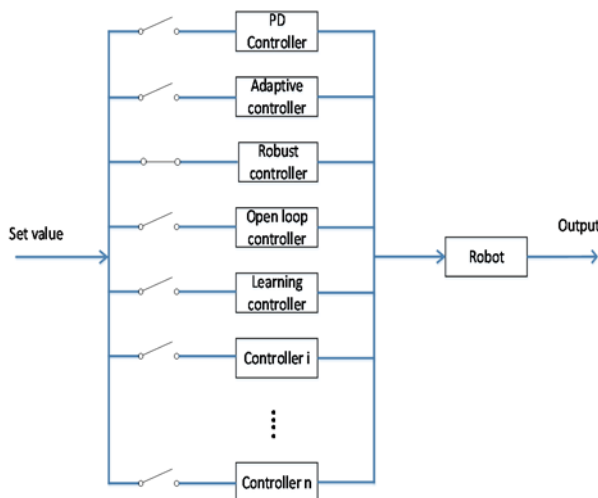 PD
Controller
Adaptive
controller
Robust
controller
Open loop
controller
Set value
Output
Robot
Learning
controller
Controller i
Controller n